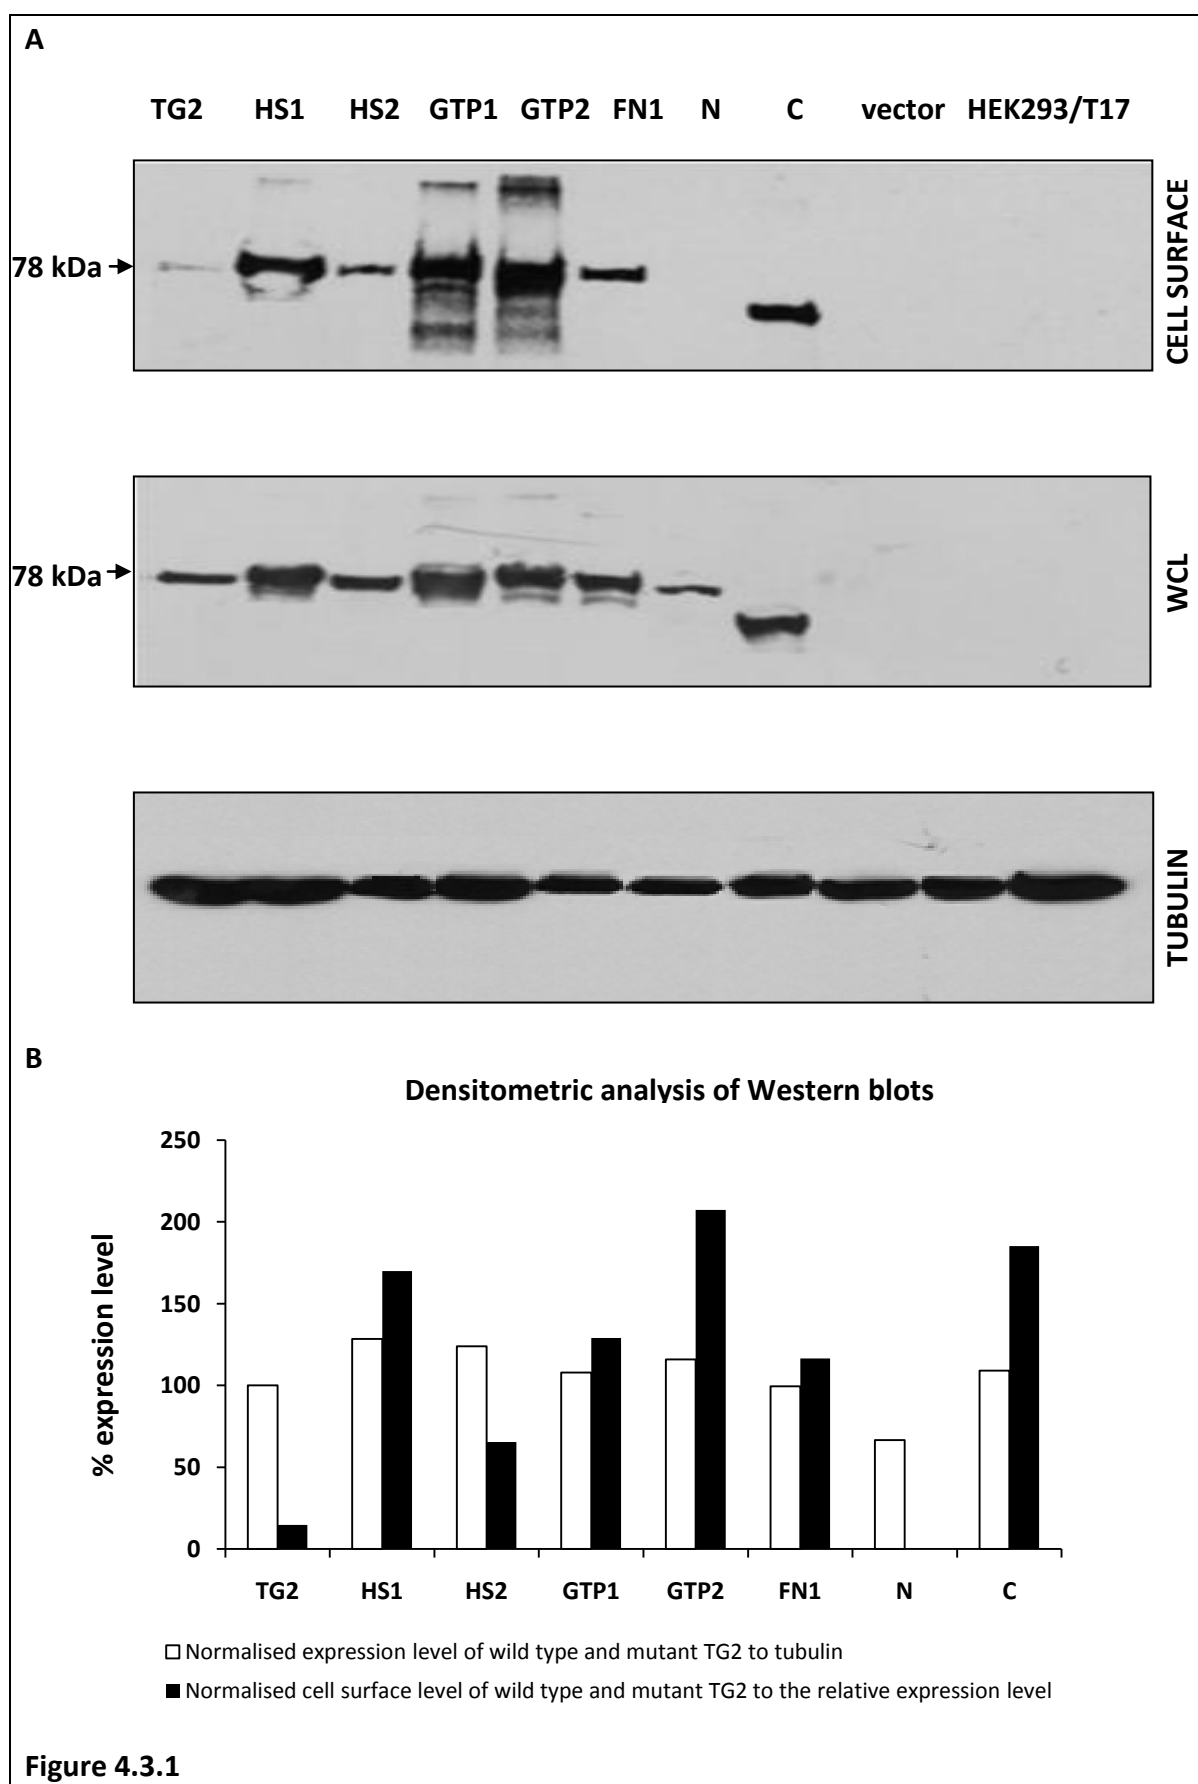 A
TG2 HS1 HS2 GTP1 GTP2 FN1 N C vector HEK293/T17
78 kDa
CELL SURFACE
78 kDa
WCL
TUBULIN
B
Densitometric analysis of Western blots
% expression level
250
200
150
100
50
0
TG2 HS1 HS2 GTP1 GTP2 FN1 N C
Normalised expression level of wild type and mutant TG2 to tubulin
Normalised cell surface level of wild type and mutant TG2 to the relative expression level
Figure 4.3.1